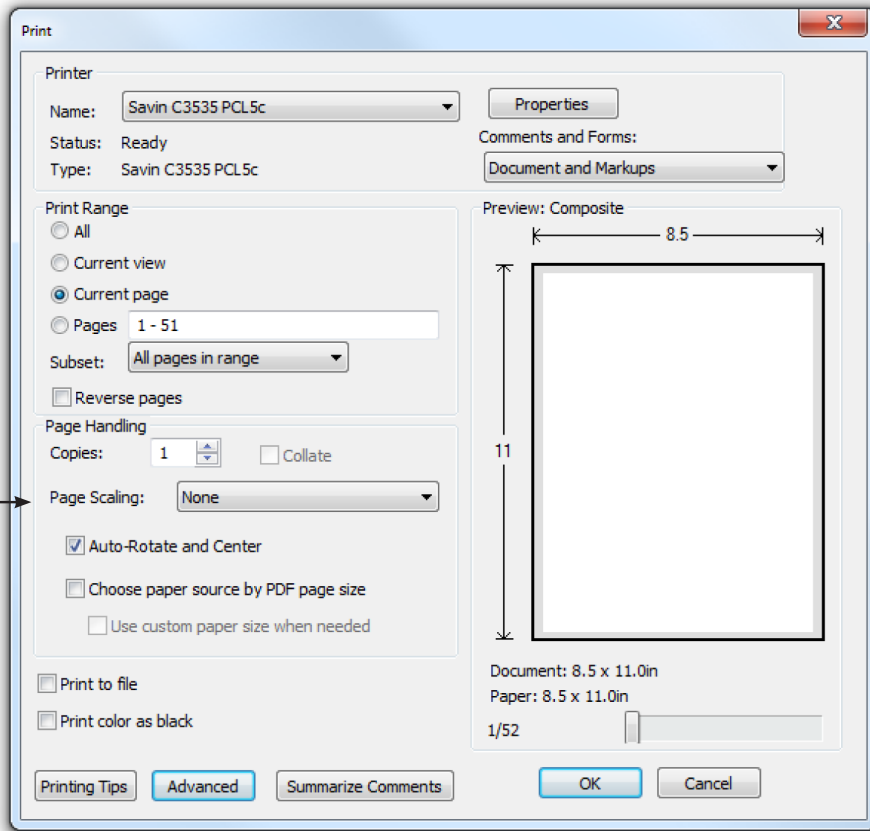 Print
Printer
Name: Savin C3535 PCL5c Properties
Status: Ready Comments and Forms:
Type: Savin C3535 PCL5c Document and Markups
Print Range
All
Current view
Current page
Pages 1 - 51
Subset: All pages in range
Reverse pages
Page Handling
Copies: 1 Collate
Page Scaling: None
Auto-Rotate and Center
Choose paper source by PDF page size
Use custom paper size when needed
Print to file
Print color as black
Preview: Composite
8.5
11
Document: 8.5 x 11.0in
Paper: 8.5 x 11.0in
1/52
Printing Tips Advanced Summarize Comments OK Cancel